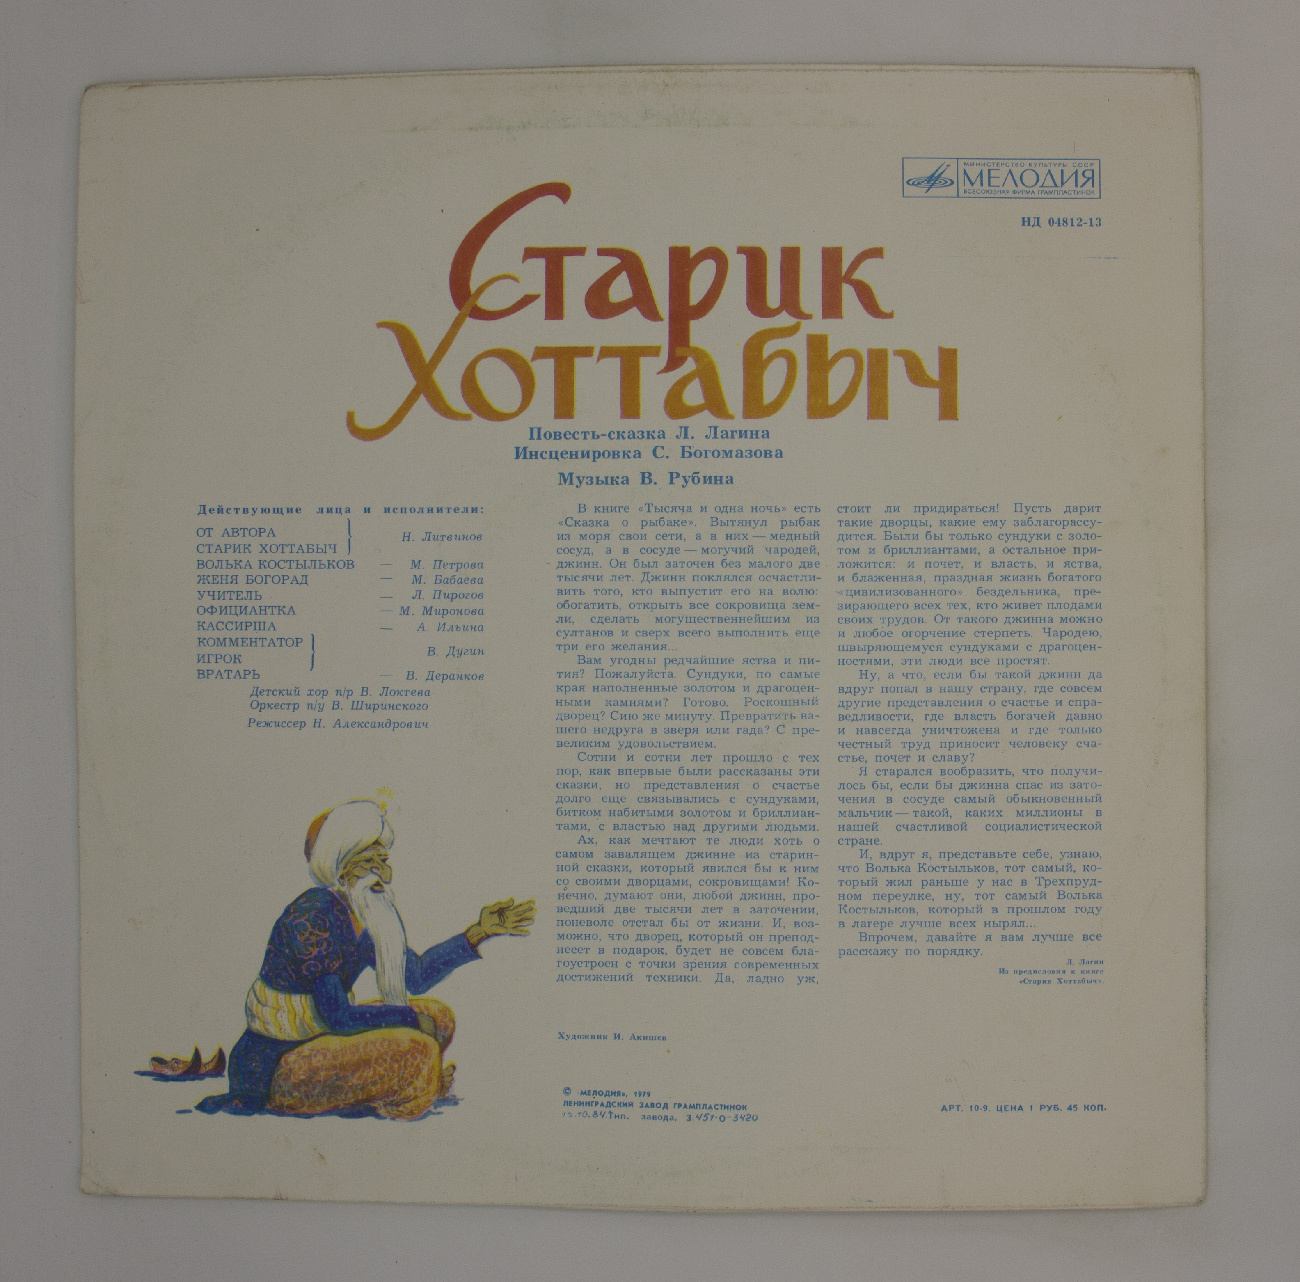 МИНИСТЕРСТВО КУЛЬТУРЫ СССР
МЕЛОДИЯ
ВСЕСОЮЗНАЯ ФИРМА ГРАМПЛАСТИНОК
НД 04812-13
Старик
Хоттабыч
Повесть-сказка Л. Лагина
Инсценировка С. Богомазова
Музыка В. Рубина
Действующие лица и исполнители:
ОТ АВТОРА
СТАРИК ХОТТАБЫЧ } Н. Литвинов
ВОЛЬКА КОСТЫЛЬКОВ — М. Петрова
ЖЕНЯ БОГОРАД — М. Бабаева
УЧИТЕЛЬ — Л. Пирогов
ОФИЦИАНТКА — М. Миронова
КАССИРША — А. Ильина
КОММЕНТАТОР
ИГРОК } В. Дугин
ВРАТАРЬ — В. Деранков
Детский хор п/р В. Локтева
Оркестр п/у В. Ширинского
Режиссер Н. Александрович
В книге «Тысяча и одна ночь» есть
«Сказка о рыбаке». Вытянул рыбак
из моря свои сети, а в них — медный
сосуд, а в сосуде — могучий чародей,
джинн. Он был заточен без малого две
тысячи лет. Джинн поклялся осчастли-
вить того, кто выпустит его на волю:
обогатить, открыть все сокровища зем-
ли, сделать могущественнейшим из
султанов и сверх всего выполнить еще
три его желания...
Вам угодны редчайшие яства и пи-
тия? Пожалуйста. Сундуки, по самые
края наполненные золотом и драгоцен-
ными камнями? Готово. Роскошный
дворец? Сию же минуту. Превратить ва-
шего недруга в зверя или гада? С пре-
великим удовольствием.
Сотни и сотни лет прошло с тех
пор, как впервые были рассказаны эти
сказки, но представления о счастье
долго еще связывались с сундуками,
битком набитыми золотом и бриллиан-
тами, с властью над другими людьми.
Ах, как мечтают те люди хоть о
самом завалящем джинне из старин-
ной сказки, который явился бы к ним
со своими дворцами, сокровищами! Ко-
нечно, думают они, любой джинн, про-
ведший две тысячи лет в заточении,
поневоле отстал бы от жизни. И, воз-
можно, что дворец, который он препод-
несет в подарок, будет не совсем бла-
гоустроен с точки зрения современных
достижений техники. Да, ладно уж,
стоит ли придираться! Пусть дарит
такие дворцы, какие ему заблагорассу-
дится. Были бы только сундуки с золо-
том и бриллиантами, а остальное при-
ложится: и почет, и власть, и яства,
и блаженная, праздная жизнь богатого
«цивилизованного» бездельника, пре-
зирающего всех тех, кто живет плодами
своих трудов. От такого джинна можно
и любое огорчение стерпеть. Чародею,
швыряющемуся сундуками с драгоцен-
ностями, эти люди все простят.
Ну, а что, если бы такой джинн да
вдруг попал в нашу страну, где совсем
другие представления о счастье и спра-
ведливости, где власть богачей давно
и навсегда уничтожена и где только
честный труд приносит человеку сча-
стье, почет и славу?
Я старался вообразить, что получи-
лось бы, если бы джинна спас из зато-
чения в сосуде самый обыкновенный
мальчик — такой, каких миллионы в
нашей счастливой социалистической
стране.
И, вдруг я, представьте себе, узнаю,
что Волька Костыльков, тот самый, ко-
торый жил раньше у нас в Трехпруд-
ном переулке, ну, тот самый Волька
Костыльков, который в прошлом году
в лагере лучше всех нырял...
Впрочем, давайте я вам лучше все
расскажу по порядку.
Л. Лагин
Из предисловия к книге
«Старик Хоттабыч».
Художник И. Акишев
© «МЕЛОДИЯ», 1979
ЛЕНИНГРАДСКИЙ ЗАВОД ГРАМПЛАСТИНОК
Тип. завода. З. 451-0-3420
АРТ. 10-9. ЦЕНА 1 РУБ. 45 КОП.